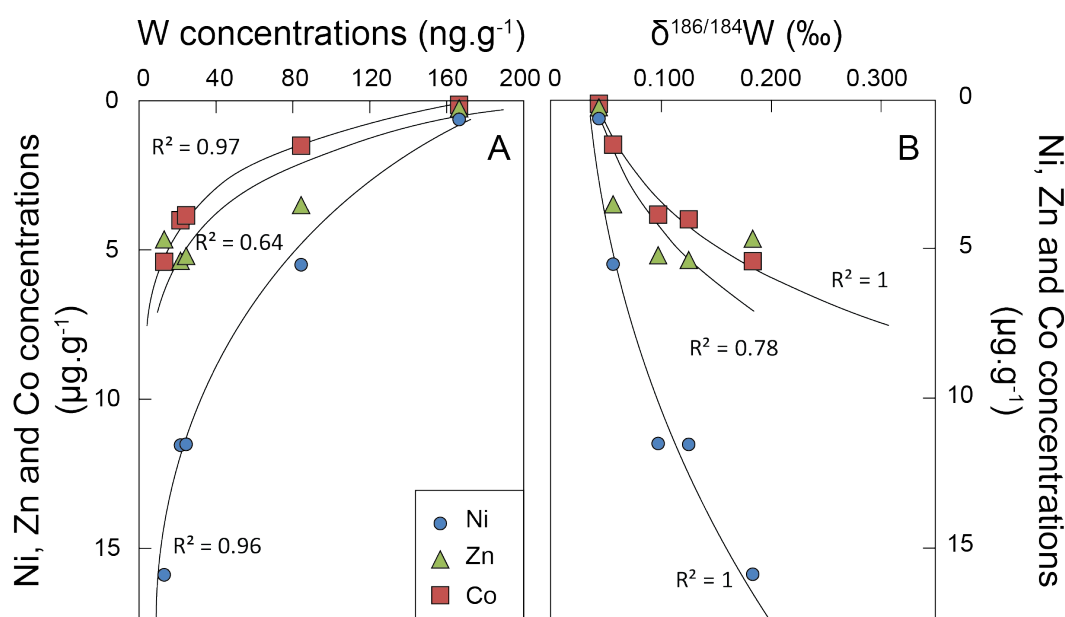 W concentrations (ng.g⁻¹)
δ¹⁸⁶/¹⁸⁴W (‰)
0 40 80 120 160 200
0 0.100 0.200 0.300
0
5
10
15
Ni, Zn and Co concentrations
(µg.g⁻¹)
A
R² = 0.97
R² = 0.64
R² = 0.96
Ni
Zn
Co
B
R² = 1
R² = 0.78
R² = 1
0
5
10
15
Ni, Zn and Co concentrations
(µg.g⁻¹)